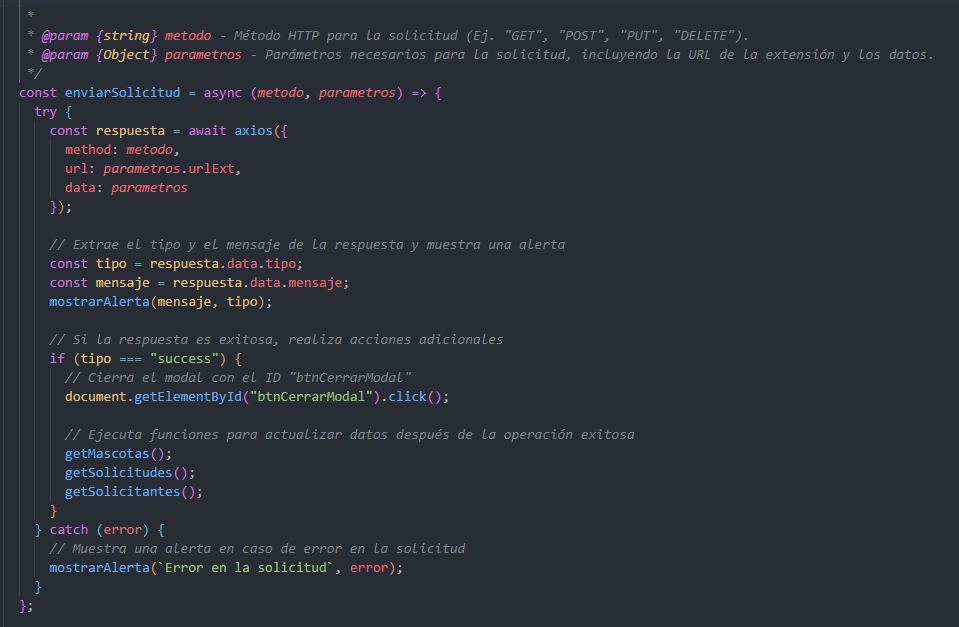 *
* @param {string} metodo - Método HTTP para la solicitud (Ej. "GET", "POST", "PUT", "DELETE").
* @param {Object} parametros - Parámetros necesarios para la solicitud, incluyendo la URL de la extensión y los datos.
*/
const enviarSolicitud = async (metodo, parametros) => {
try {
const respuesta = await axios({
method: metodo,
url: parametros.urlExt,
data: parametros
});
// Extrae el tipo y el mensaje de la respuesta y muestra una alerta
const tipo = respuesta.data.tipo;
const mensaje = respuesta.data.mensaje;
mostrarAlerta(mensaje, tipo);
// Si la respuesta es exitosa, realiza acciones adicionales
if (tipo === "success") {
// Cierra el modal con el ID "btnCerrarModal"
document.getElementById("btnCerrarModal").click();
// Ejecuta funciones para actualizar datos después de la operación exitosa
getMascotas();
getSolicitudes();
getSolicitantes();
}
} catch (error) {
// Muestra una alerta en caso de error en la solicitud
mostrarAlerta(`Error en la solicitud`, error);
}
};